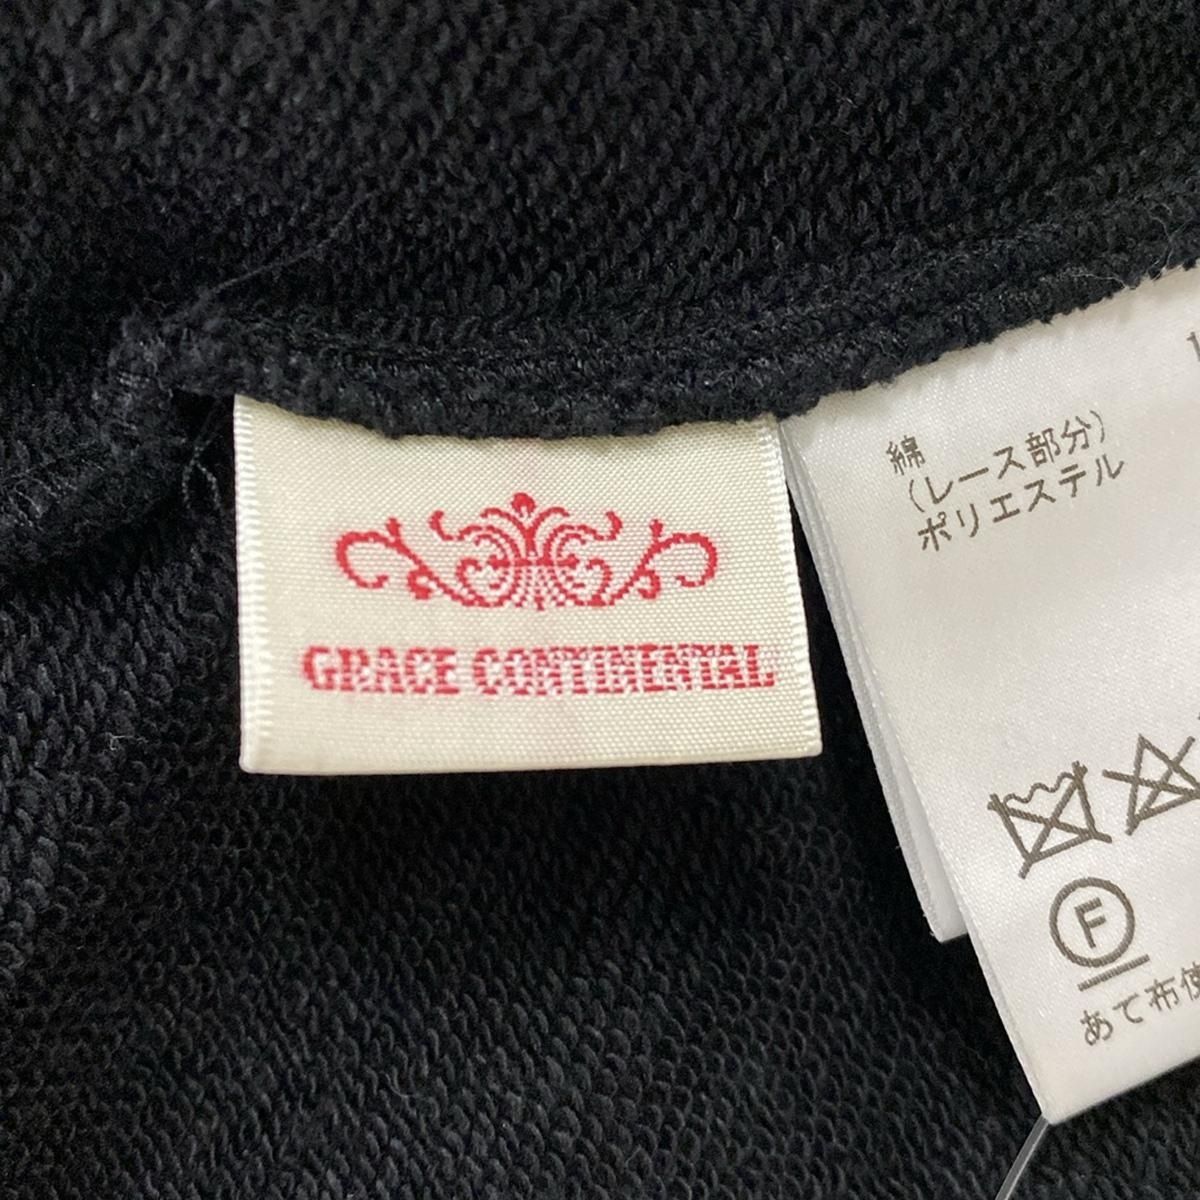 GRACE CONTINENTAL
綿
(レース部分)
ポリエステル
F
あて布使